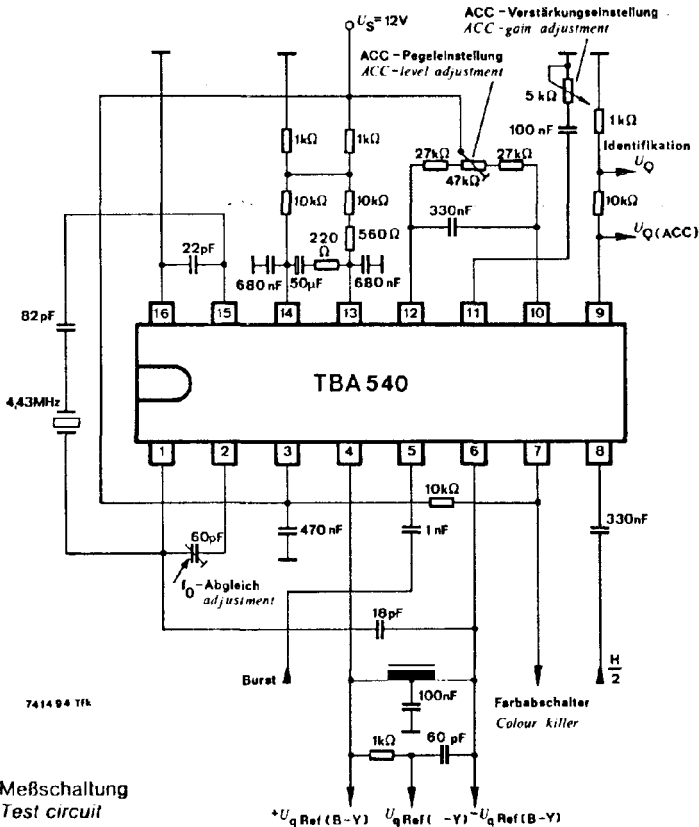 U_S = 12V
ACC-Verstärkungseinstellung
ACC-gain adjustment
ACC-Pegeleinstellung
ACC-level adjustment
5 kΩ
1kΩ
1kΩ
1kΩ
100 nF
Identifikation
U_Q
27kΩ
27kΩ
47kΩ
10kΩ
10kΩ
10kΩ
330nF
560Ω
U_Q(ACC)
22pF
220
Ω
680 nF
50µF
680 nF
82pF
16
15
14
13
12
11
10
9
TBA 540
4,43MHz
1
2
3
4
5
6
7
8
10kΩ
60pF
470 nF
1 nF
330nF
f_0-Abgleich
adjustment
18pF
Burst
H
2
741494 Tfk
100nF
Farbabschalter
Colour killer
1kΩ
60 pF
Meßschaltung
Test circuit
+U_q Ref (B-Y)
U_q Ref ( -Y)
-U_q Ref (B-Y)